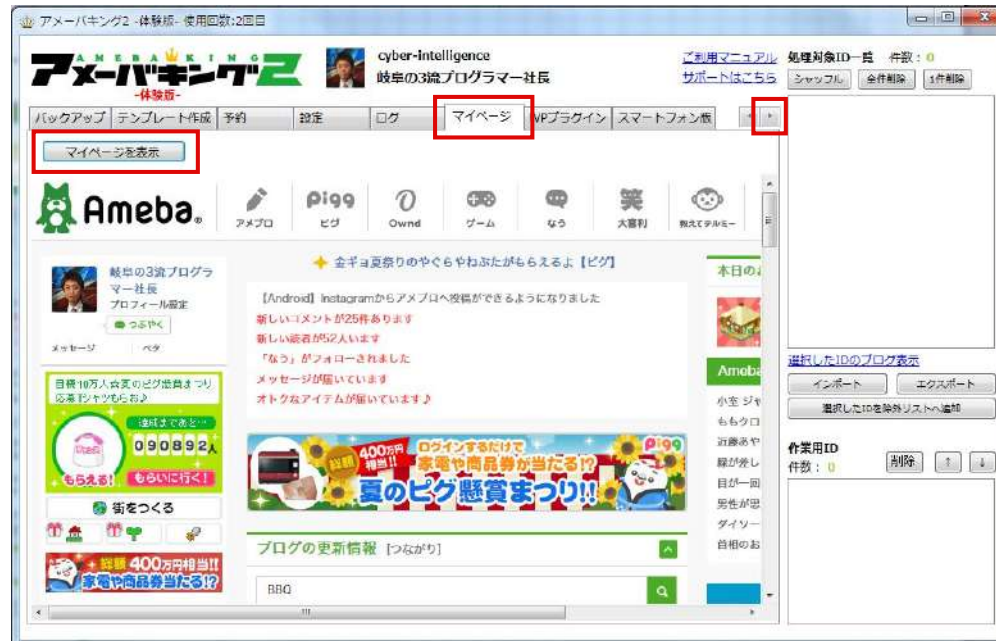 アメーバキング2 -体験版- 使用回数:2回目
AMEBA KING
アメーバキング2
-体験版-
cyber-intelligence
岐阜の3流プログラマー社長
ご利用マニュアル
サポートはこちら
処理対象ID一覧 件数：0
シャッフル 全件削除 1件削除
バックアップ テンプレート作成 予約 設定 ログ マイページ VPプラグイン スマートフォン版
マイページを表示
Ameba®
アメブロ
Pigg
ピグ
Ownd
ゲーム
なう
笑
大喜利
教えてテルミー
金ギョ夏祭りのやぐらやねぶたがもらえるよ【ピグ】
本日の
岐阜の3流プログラ
マー社長
プロフィール設定
つぶやく
メッセージ ペタ
【Android】Instagramからアメブロへ投稿ができるようになりました
新しいコメントが25件あります
新しい読者が52人います
「なう」がフォローされました
メッセージが届いています
オトクなアイテムが届いています♪
Ameba
小室 ジャ
ももクロ
近藤あや
緑が差し
目が一回
男性が思
ダイソー
首相のお
目標10万人☆夏のピグ懸賞まつり
応募Tシャツもらお♪
達成まであと…
090892人
もらえる! もらいに行く!
街をつくる
総額400万円相当!!
家電や商品券当たる!?
総額400万円相当!!
ログインするだけで
家電や商品券が当たる!?
夏のピグ懸賞まつり!!
Pigg
ブログの更新情報 [つながり]
BBQ
選択したIDのブログ表示
インポート エクスポート
選択したIDを除外リストへ追加
作業用ID
件数：0
削除 ↑ ↓